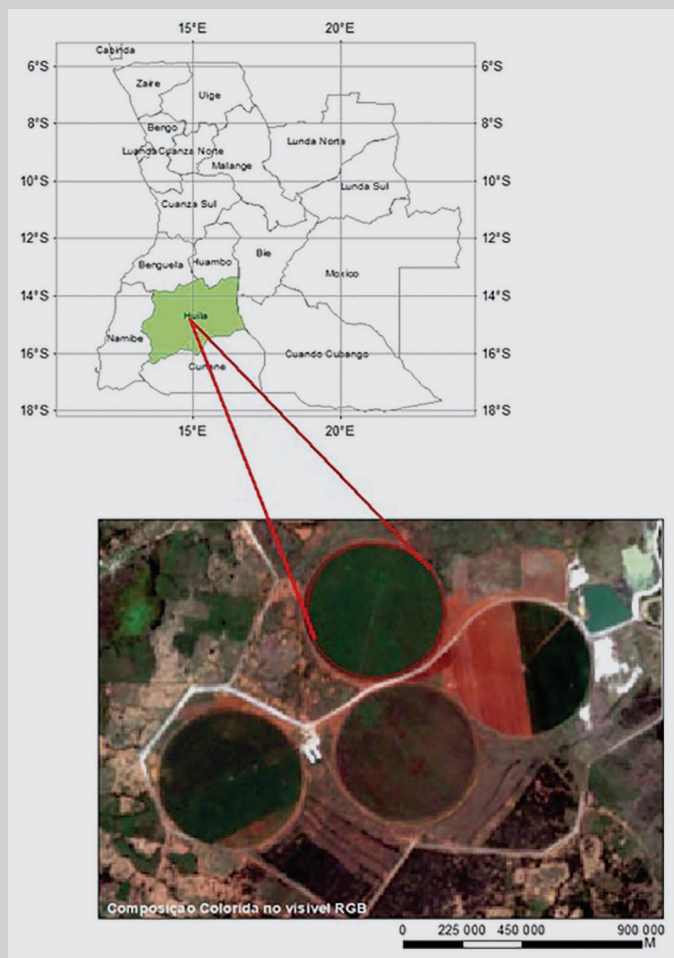 15°E 20°E
Cabinda
6°S 6°S
Zaire
Uige
8°S 8°S
Bengo
Lunda Norte
Luanda Cuanza Norte
Malange
10°S 10°S
Lunda Sul
Cuanza Sul
12°S 12°S
Benguella Huambo Bie
Moxico
14°S 14°S
Huila
Namibe
Cuando Cubango
16°S 16°S
Cunene
18°S 18°S
15°E 20°E
Composição Colorida no visível RGB
0 225 000 450 000 900 000
M